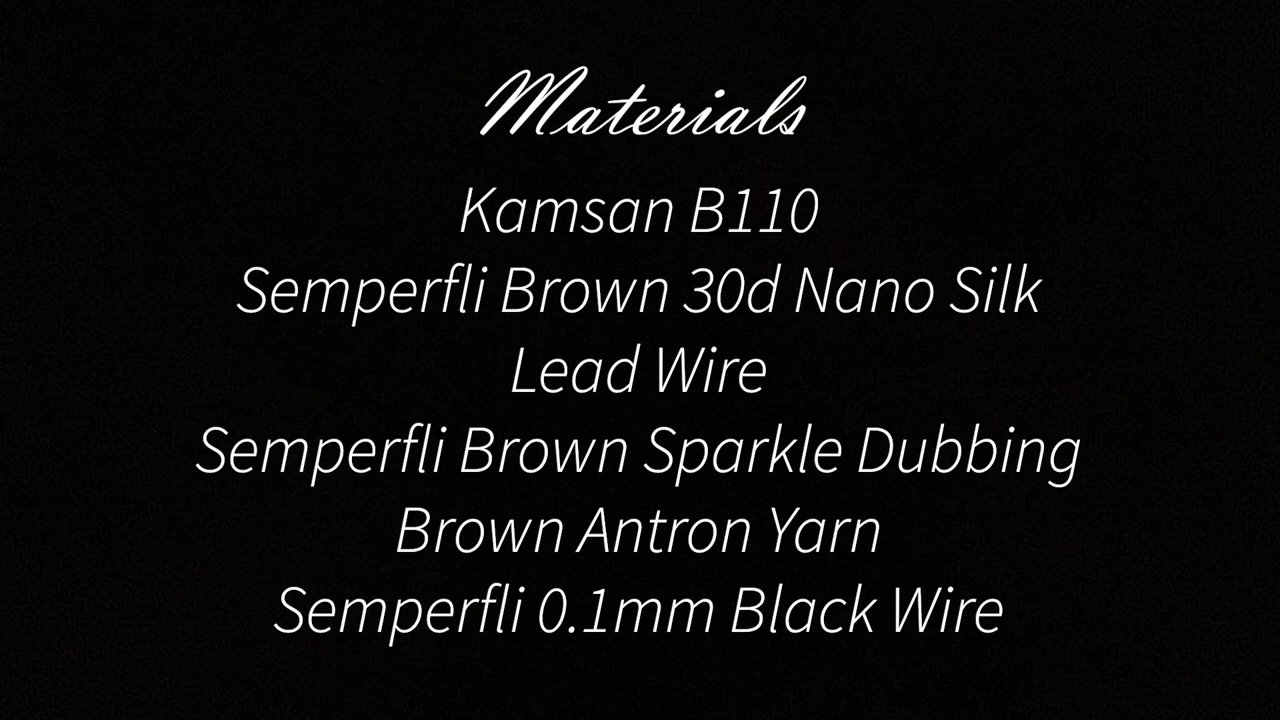 Materials
Kamsan B110
Semperfli Brown 30d Nano Silk
Lead Wire
Semperfli Brown Sparkle Dubbing
Brown Antron Yarn
Semperfli 0.1mm Black Wire